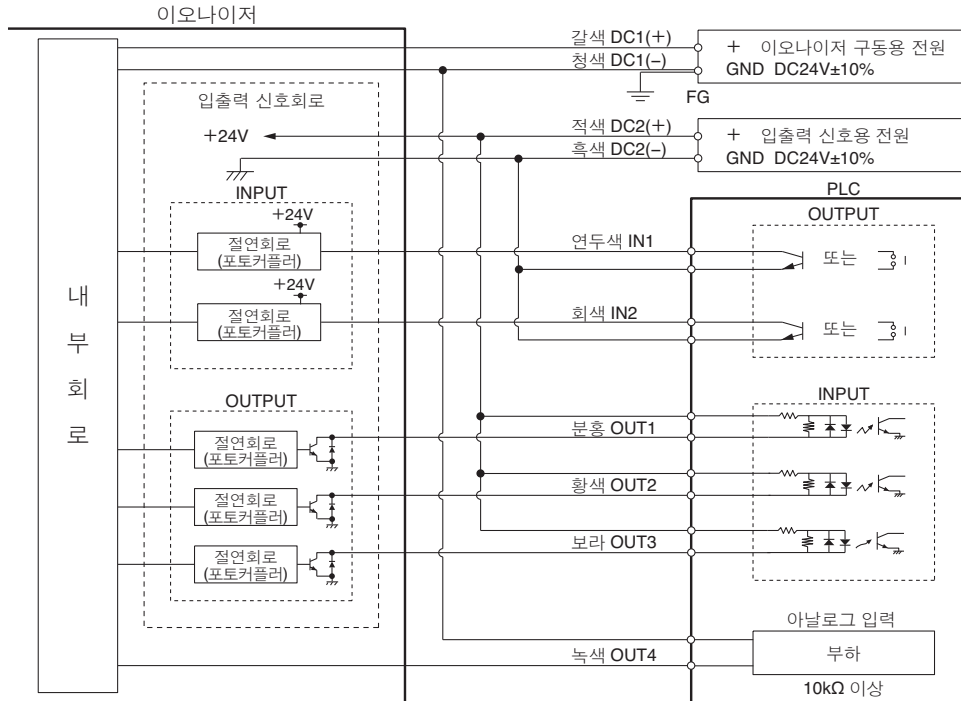 이오나이저
갈색 DC1(+)
청색 DC1(−)
+ 이오나이저 구동용 전원
GND DC24V±10%
FG
입출력 신호회로
+24V
적색 DC2(+)
흑색 DC2(−)
+ 입출력 신호용 전원
GND DC24V±10%
PLC
INPUT
OUTPUT
+24V
절연회로
(포토커플러)
연두색 IN1
또는
+24V
절연회로
(포토커플러)
회색 IN2
또는
내
부
회
로
OUTPUT
INPUT
절연회로
(포토커플러)
분홍 OUT1
절연회로
(포토커플러)
황색 OUT2
절연회로
(포토커플러)
보라 OUT3
아날로그 입력
녹색 OUT4
부하
10kΩ 이상